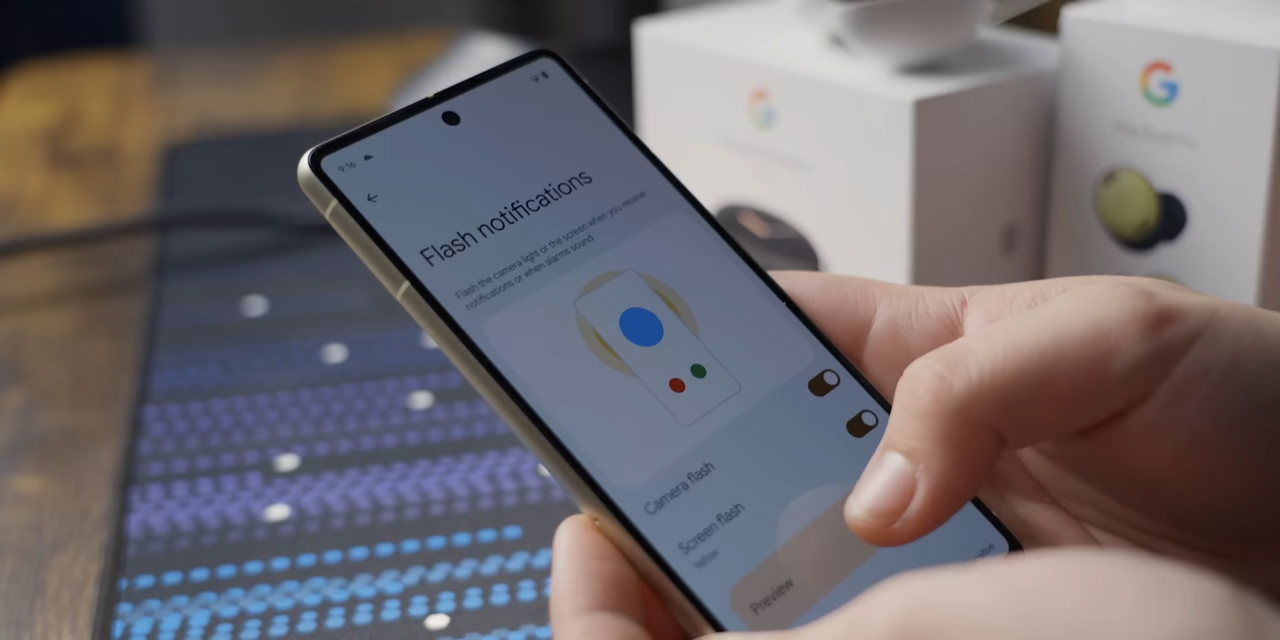 9:16
Flash notifications
Flash the camera light or the screen when you receive
notifications or when alarms sound
Camera flash
Screen flash
Yellow
Preview
G
G